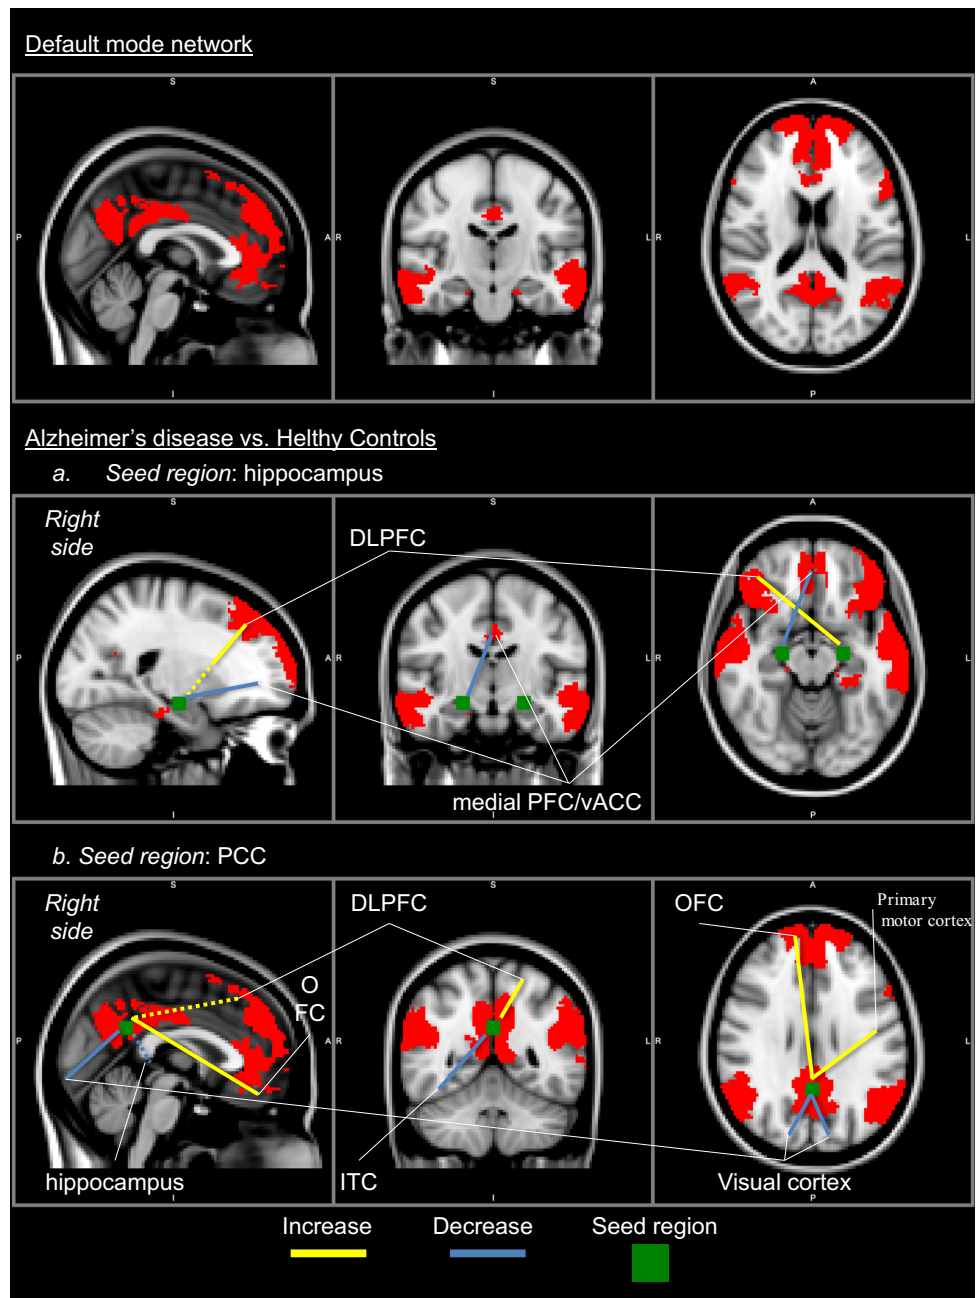 Default mode network
S S A
P A R L R L
I I P
Alzheimer’s disease vs. Helthy Controls
a. Seed region: hippocampus
S S A
Right
side
DLPFC
P A R L R L
medial PFC/vACC
I I P
b. Seed region: PCC
S S A
Right
side
DLPFC
OFC
Primary
motor cortex
O
FC
P A R L R L
hippocampus
ITC
Visual cortex
I I P
Increase Decrease Seed region